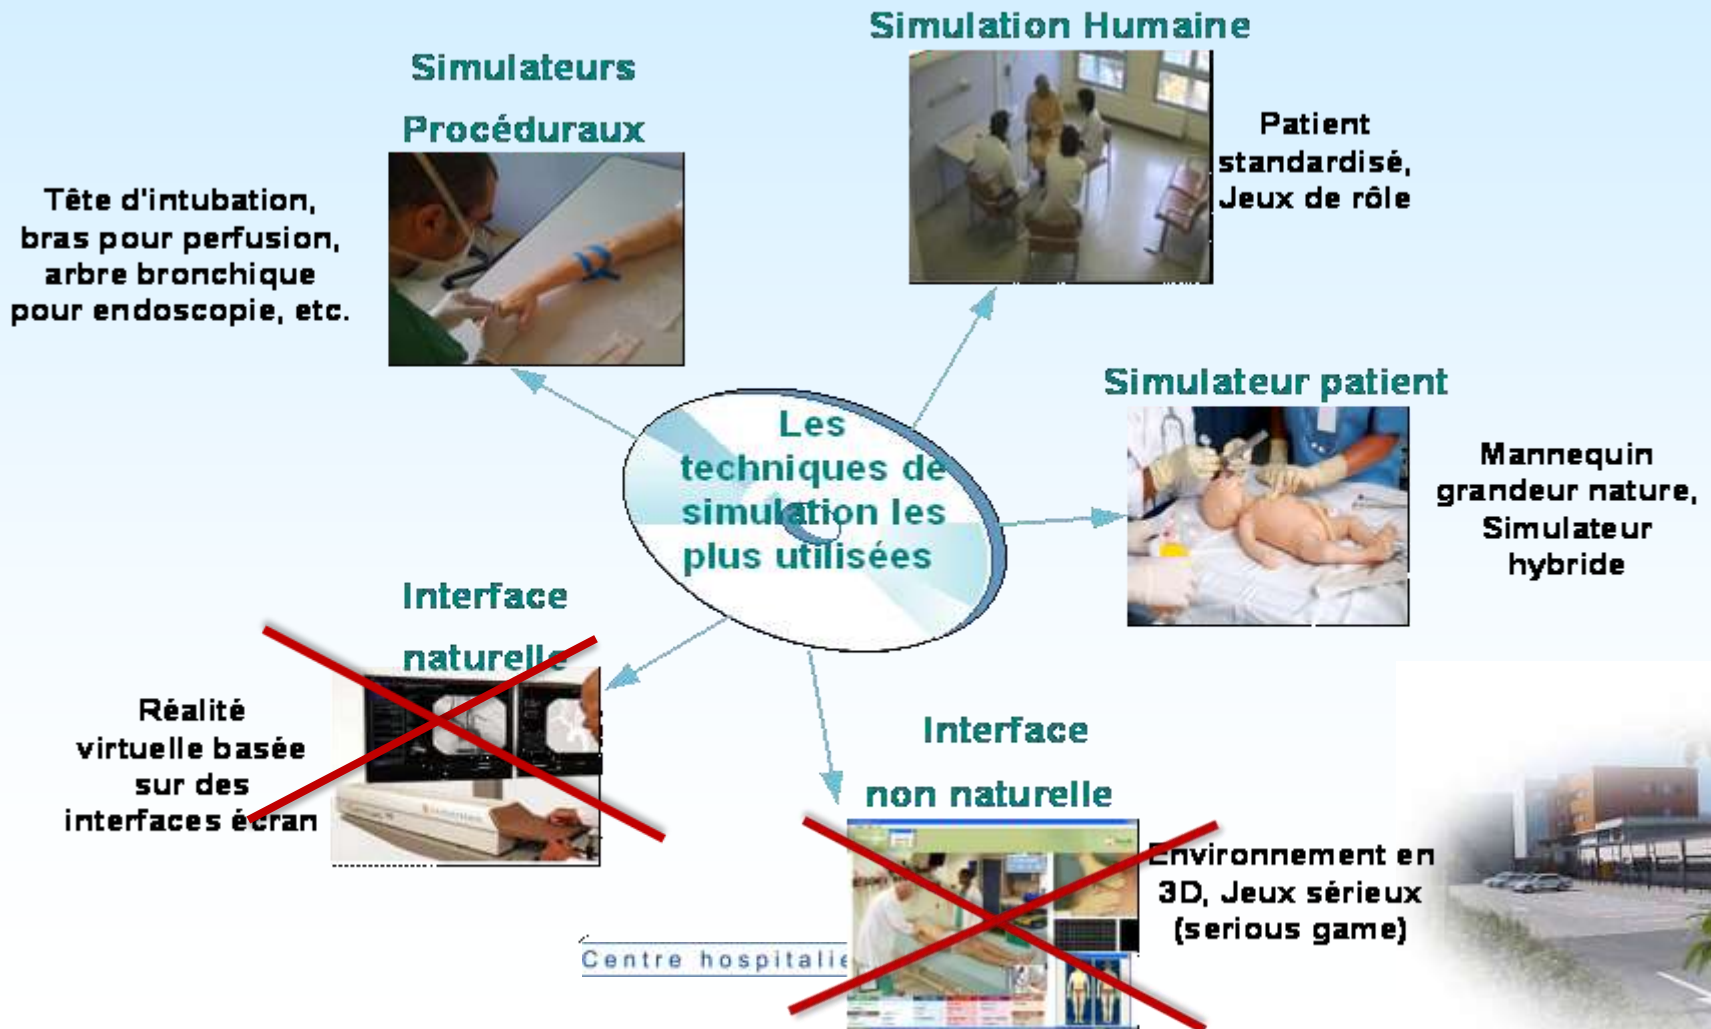 Simulation Humaine
Patient
standardisé,
Jeux de rôle
Simulateurs
Procéduraux
Tête d'intubation,
bras pour perfusion,
arbre bronchique
pour endoscopie, etc.
Simulateur patient
Mannequin
grandeur nature,
Simulateur
hybride
Les
techniques de
simulation les
plus utilisées
Interface
naturelle
Réalité
virtuelle basée
sur des
interfaces écran
Interface
non naturelle
Environnement en
3D, Jeux sérieux
(serious game)
Centre hospitalie